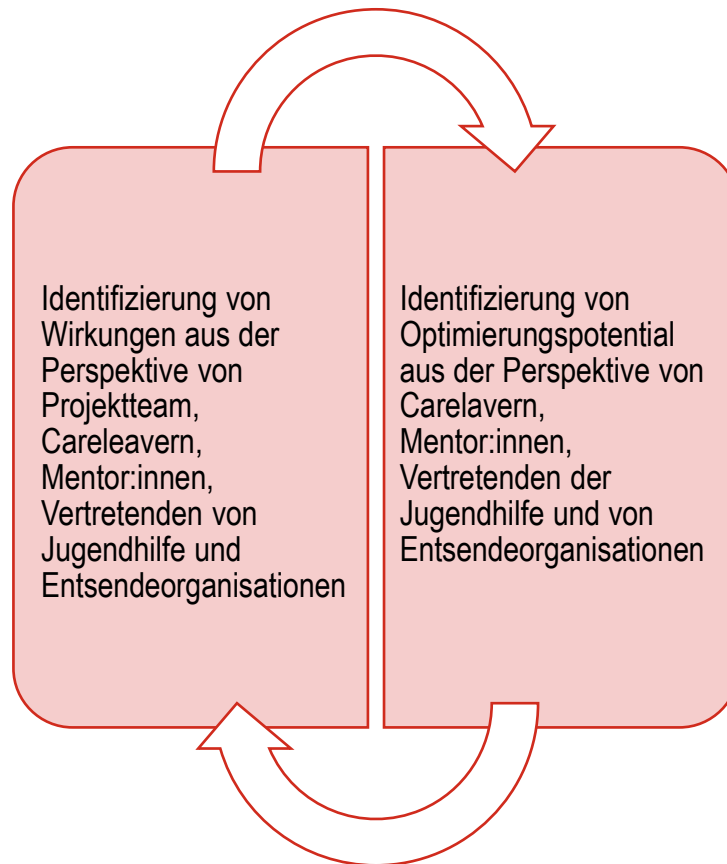 Identifizierung von
Wirkungen aus der
Perspektive von
Projektteam,
Careleavern,
Mentor:innen,
Vertretenden von
Jugendhilfe und
Entsendeorganisationen
Identifizierung von
Optimierungspotential
aus der Perspektive von
Carelavern,
Mentor:innen,
Vertretenden der
Jugendhilfe und von
Entsendeorganisationen